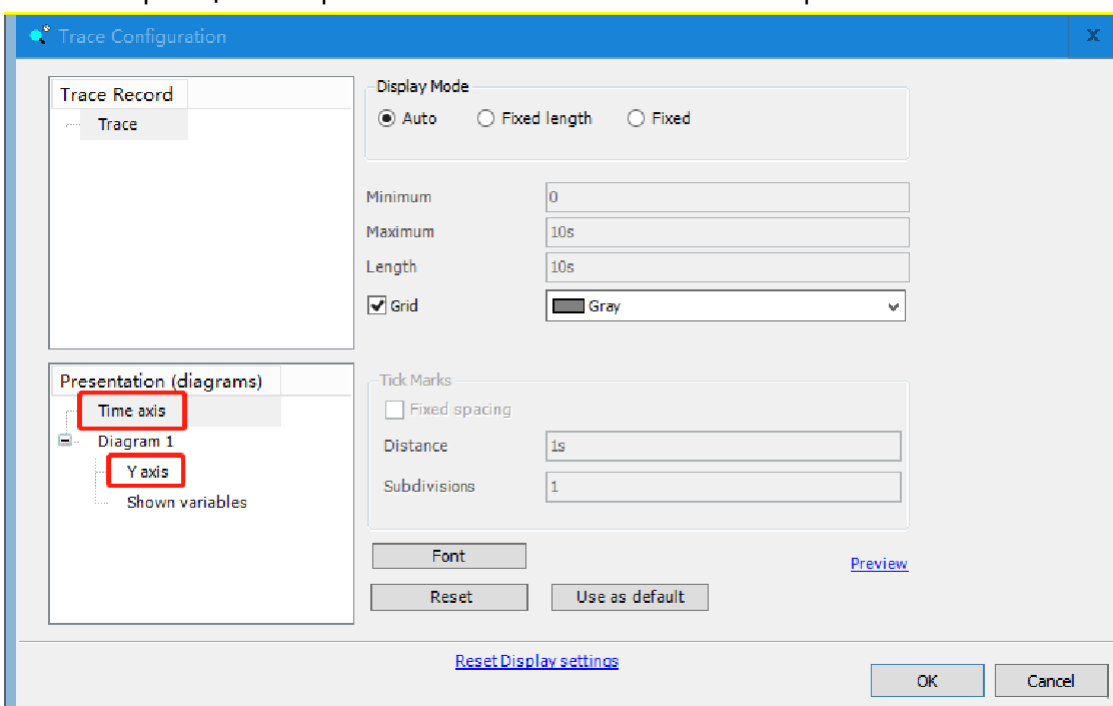 Trace Configuration
x
Trace Record
Trace
Display Mode
Auto
Fixed length
Fixed
Minimum
0
Maximum
10s
Length
10s
Grid
Gray
Presentation (diagrams)
Time axis
Diagram 1
Y axis
Shown variables
Tick Marks
Fixed spacing
Distance
1s
Subdivisions
1
Font
Preview
Reset
Use as default
Reset Display settings
OK
Cancel